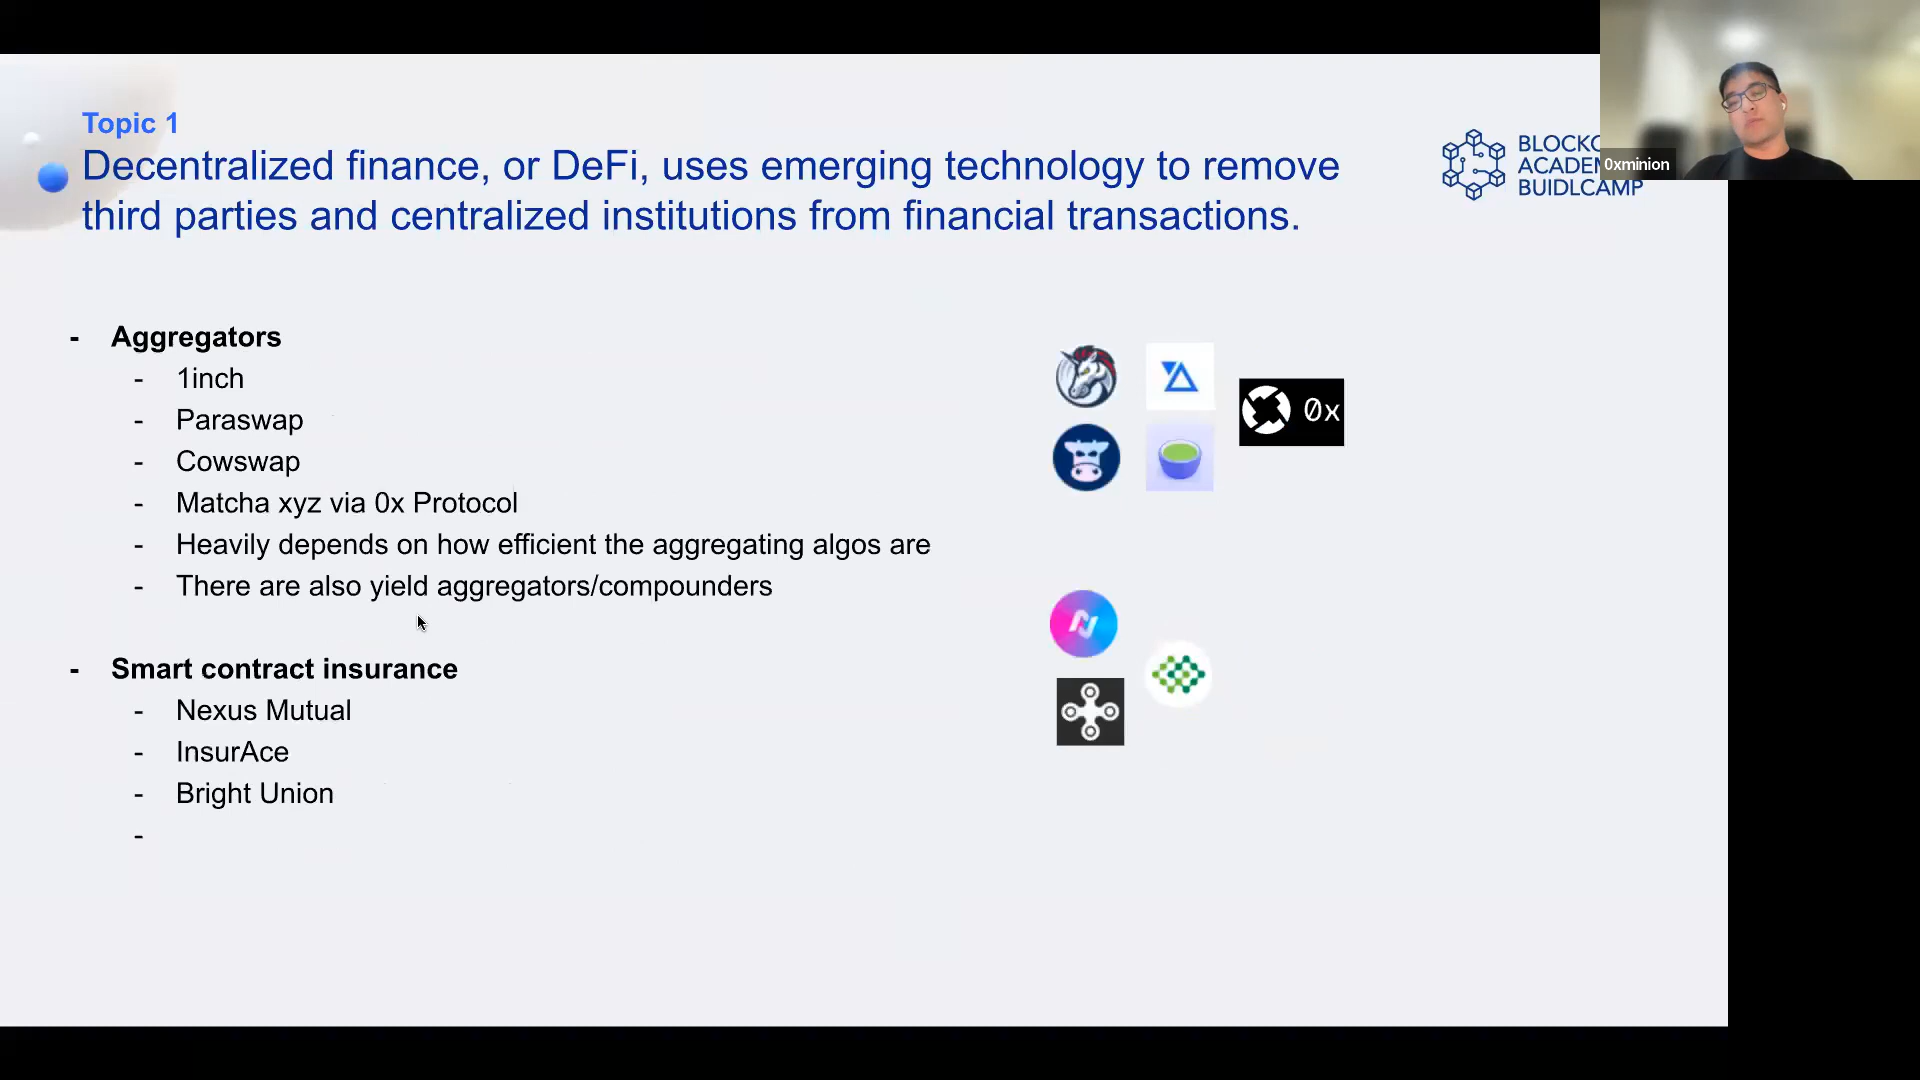 Topic 1
Decentralized finance, or DeFi, uses emerging technology to remove
third parties and centralized institutions from financial transactions.
BUIDLCAMP
0xminion
- Aggregators
- 1inch
- Paraswap
- Cowswap
- Matcha xyz via 0x Protocol
- Heavily depends on how efficient the aggregating algos are
- There are also yield aggregators/compounders
0x
- Smart contract insurance
- Nexus Mutual
- InsurAce
- Bright Union
-